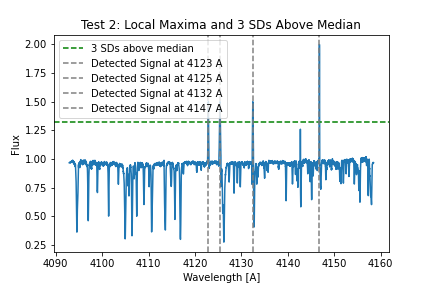 Test 2: Local Maxima and 3 SDs Above Median
2.00
1.75
1.50
1.25
1.00
0.75
0.50
0.25
Flux
3 SDs above median
Detected Signal at 4123 A
Detected Signal at 4125 A
Detected Signal at 4132 A
Detected Signal at 4147 A
4090 4100 4110 4120 4130 4140 4150 4160
Wavelength [A]